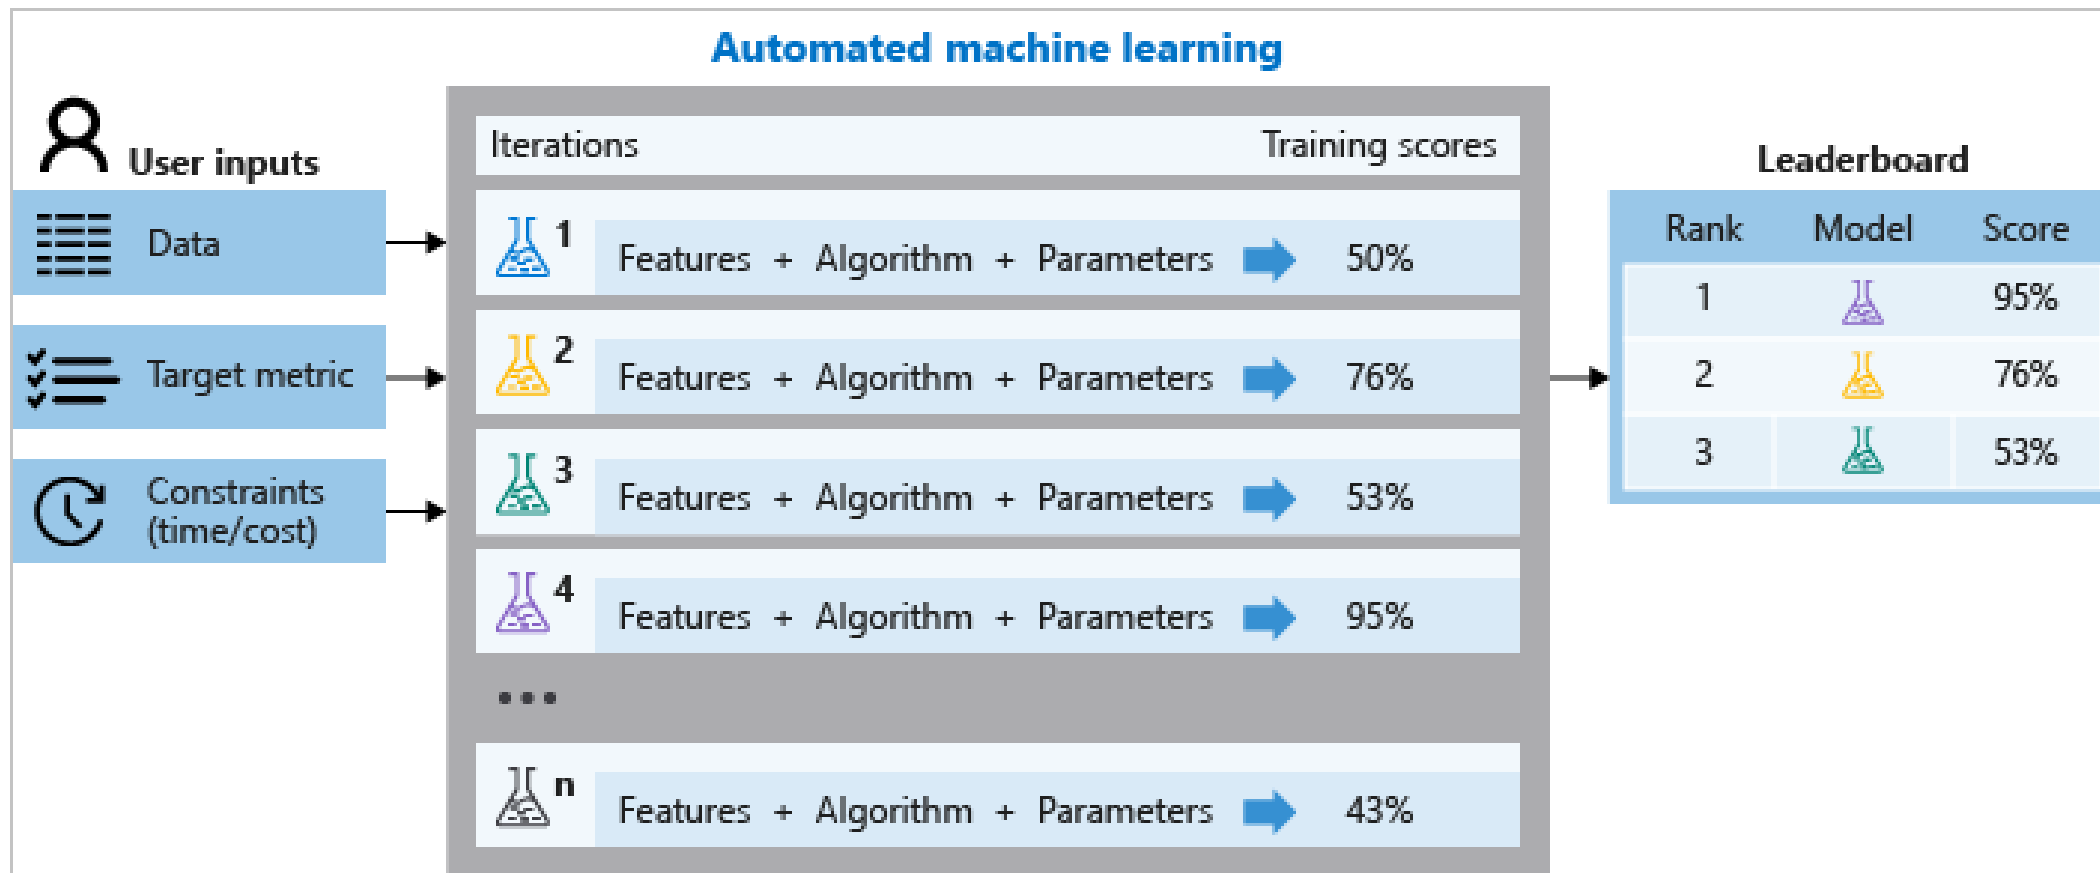 Automated machine learning
User inputs
Data
Target metric
Constraints
(time/cost)
Iterations Training scores
1 Features + Algorithm + Parameters 50%
2 Features + Algorithm + Parameters 76%
3 Features + Algorithm + Parameters 53%
4 Features + Algorithm + Parameters 95%
...
n Features + Algorithm + Parameters 43%
Leaderboard
Rank Model Score
1 95%
2 76%
3 53%